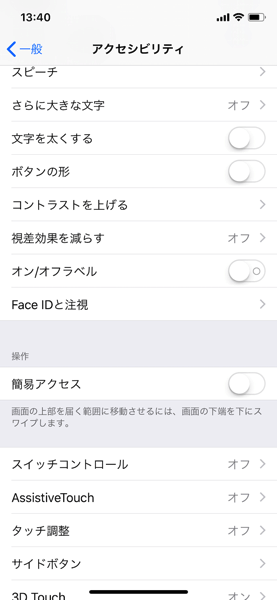 13:40
一般
アクセシビリティ
スピーチ
さらに大きな文字 オフ
文字を太くする
ボタンの形
コントラストを上げる
視差効果を減らす オフ
オン/オフラベル
Face IDと注視
操作
簡易アクセス
画面の上部を届く範囲に移動させるには、画面の下端を下にス
ワイプします。
スイッチコントロール オフ
AssistiveTouch オフ
タッチ調整 オフ
サイドボタン
3D Touch オン